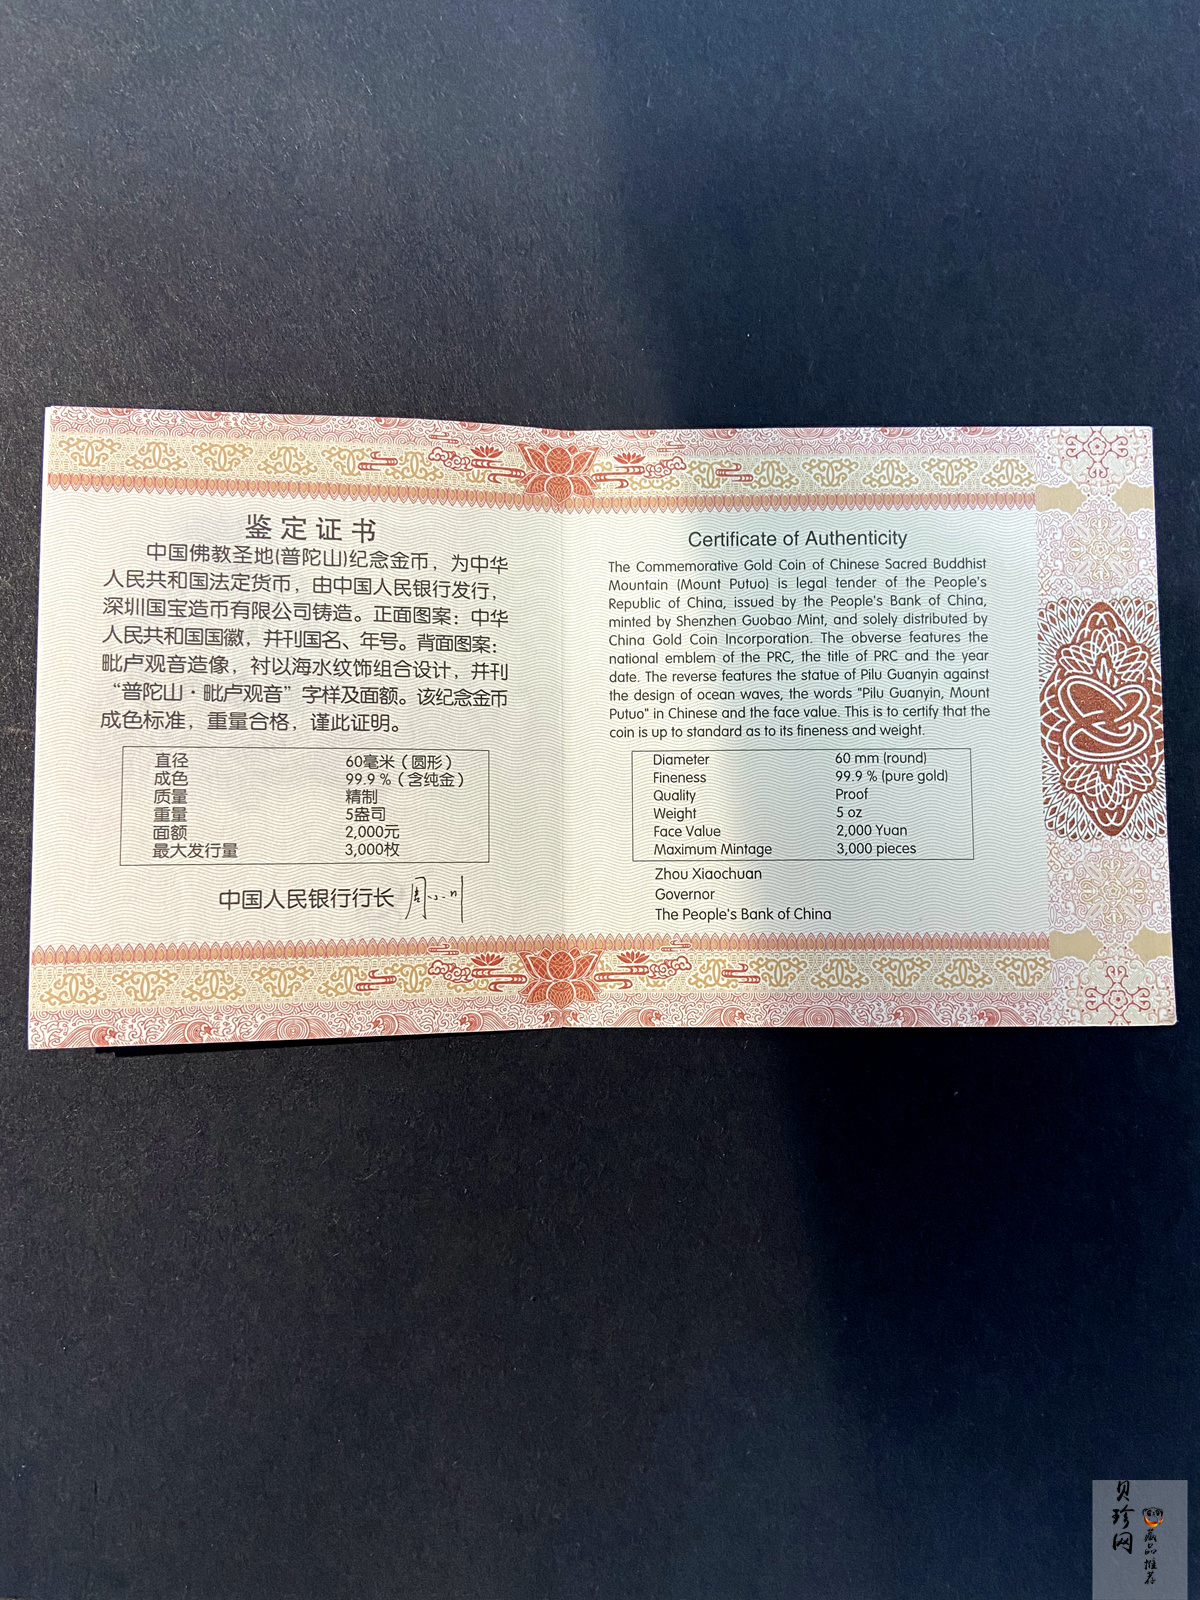 鉴定证书
中国佛教圣地(普陀山)纪念金币，为中华
人民共和国法定货币，由中国人民银行发行，
深圳国宝造币有限公司铸造。正面图案：中华
人民共和国国徽，并刊国名、年号。背面图案：
毗卢观音造像，衬以海水纹饰组合设计，并刊
“普陀山·毗卢观音”字样及面额。该纪念金币
成色标准，重量合格，谨此证明。
直径 60毫米（圆形）
成色 99.9％（含纯金）
质量 精制
重量 5盎司
面额 2,000元
最大发行量 3,000枚
中国人民银行行长 周小川
Certificate of Authenticity
The Commemorative Gold Coin of Chinese Sacred Buddhist
Mountain (Mount Putuo) is legal tender of the People's
Republic of China, issued by the People's Bank of China,
minted by Shenzhen Guobao Mint, and solely distributed by
China Gold Coin Incorporation. The obverse features the
national emblem of the PRC, the title of PRC and the year
date. The reverse features the statue of Pilu Guanyin against
the design of ocean waves, the words "Pilu Guanyin, Mount
Putuo" in Chinese and the face value. This is to certify that the
coin is up to standard as to its fineness and weight.
Diameter 60 mm (round)
Fineness 99.9 % (pure gold)
Quality Proof
Weight 5 oz
Face Value 2,000 Yuan
Maximum Mintage 3,000 pieces
Zhou Xiaochuan
Governor
The People's Bank of China
贝珍网
藏品推荐